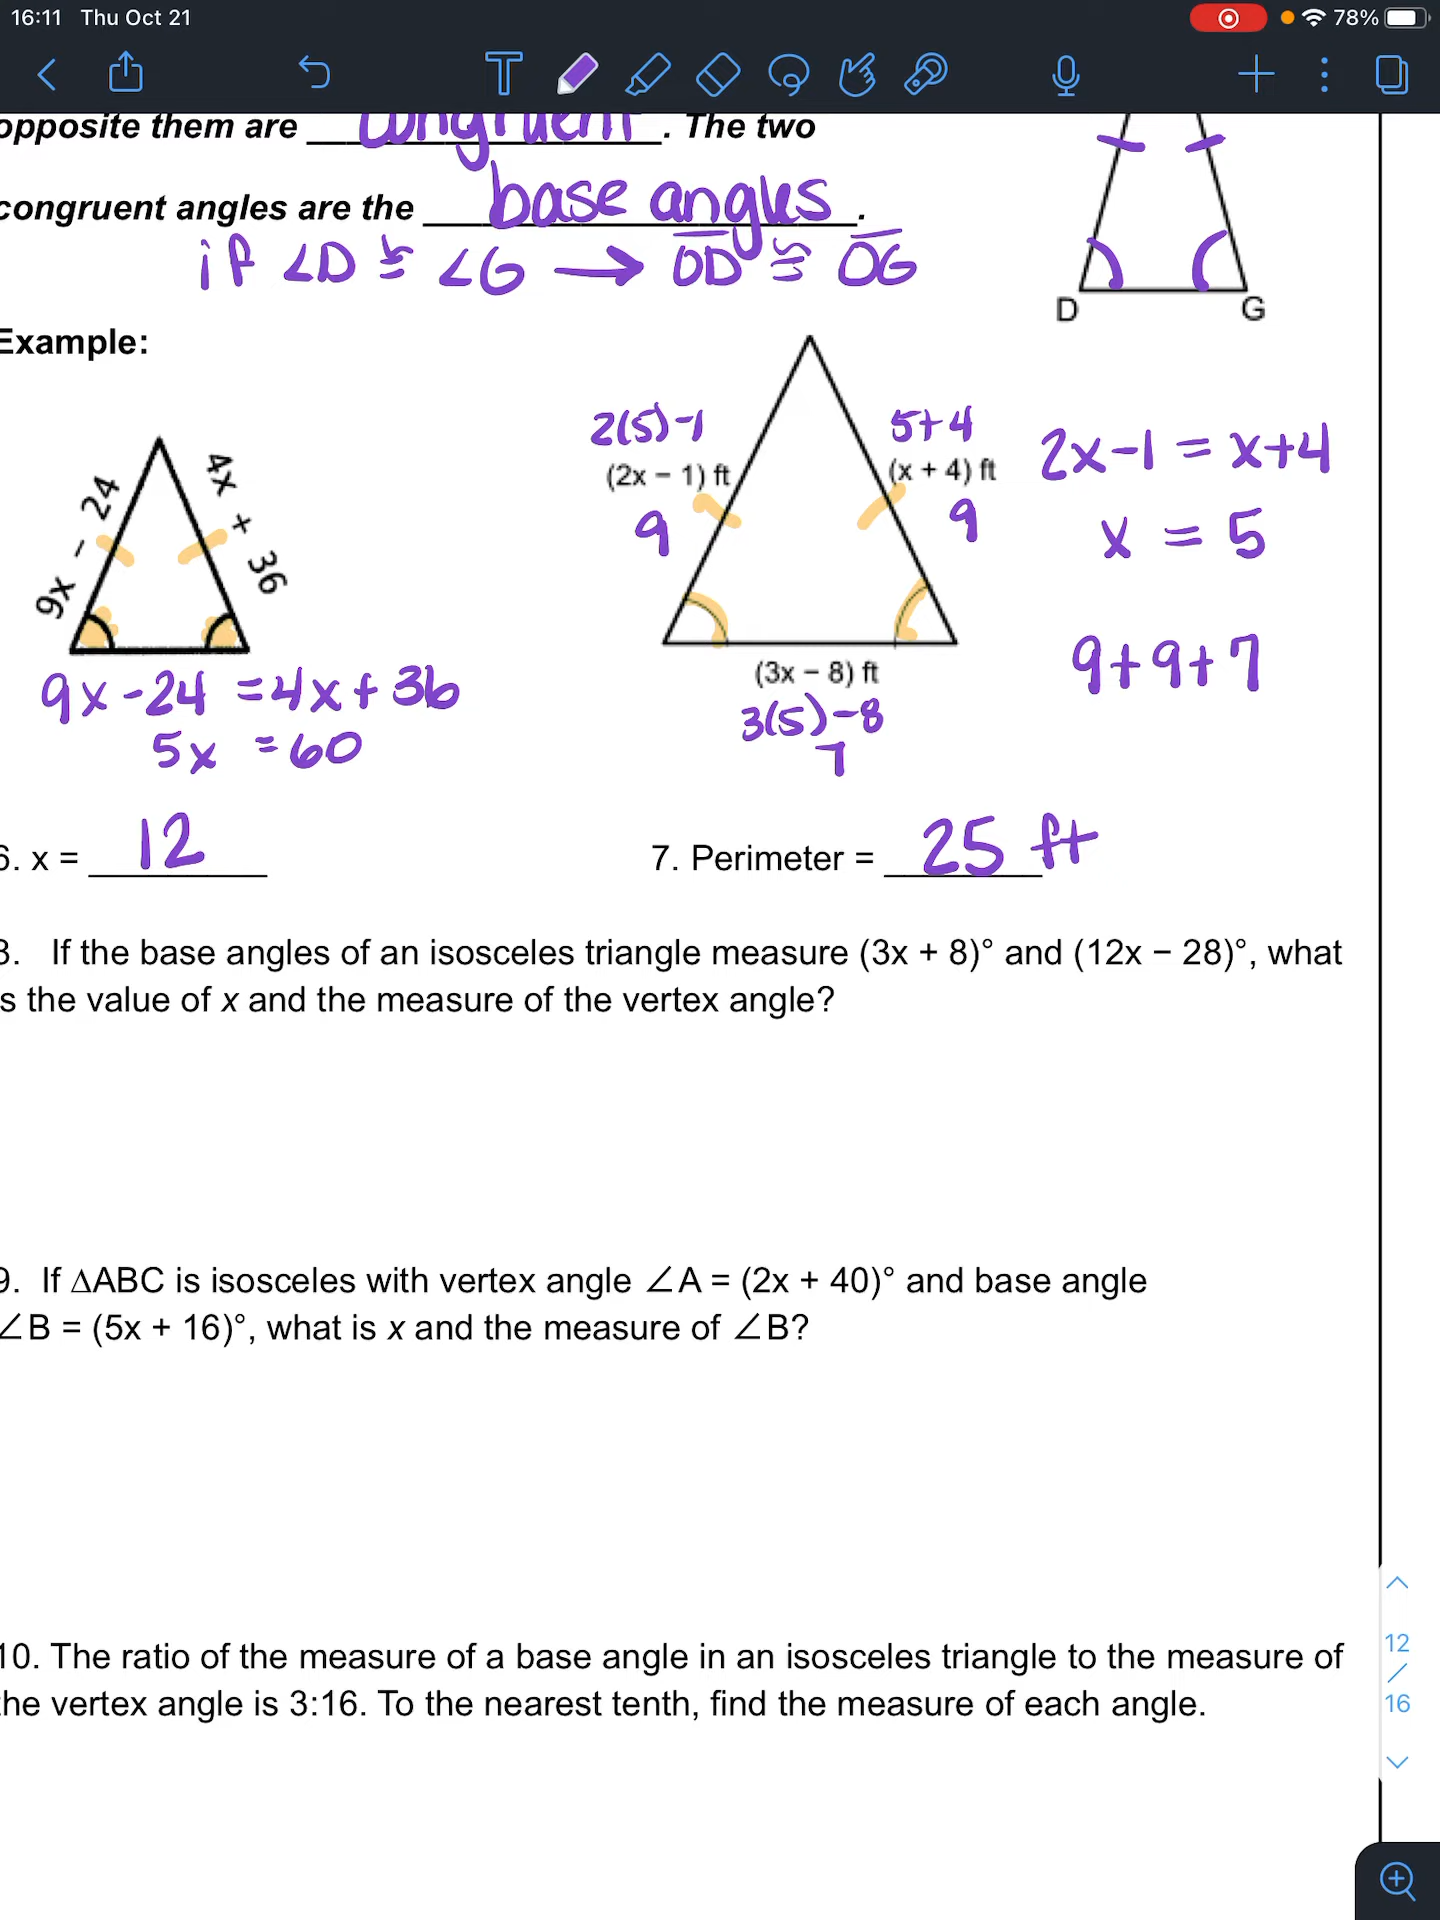 16:11 Thu Oct 21
78%
opposite them are congruent. The two
congruent angles are the base angles.
if ∠D ≅ ∠G → OD ≅ OG
D G
Example:
9x – 24
4x + 36
9x -24 = 4x + 36
5x = 60
2(5)-1
(2x – 1) ft
9
5+4
(x + 4) ft
9
(3x – 8) ft
3(5)-8
7
2x-1 = x+4
x = 5
9+9+7
6. x = 12
7. Perimeter = 25 ft
8. If the base angles of an isosceles triangle measure (3x + 8)° and (12x – 28)°, what
is the value of x and the measure of the vertex angle?
9. If ∆ABC is isosceles with vertex angle ∠A = (2x + 40)° and base angle
∠B = (5x + 16)°, what is x and the measure of ∠B?
10. The ratio of the measure of a base angle in an isosceles triangle to the measure of
the vertex angle is 3:16. To the nearest tenth, find the measure of each angle.
12
/
16